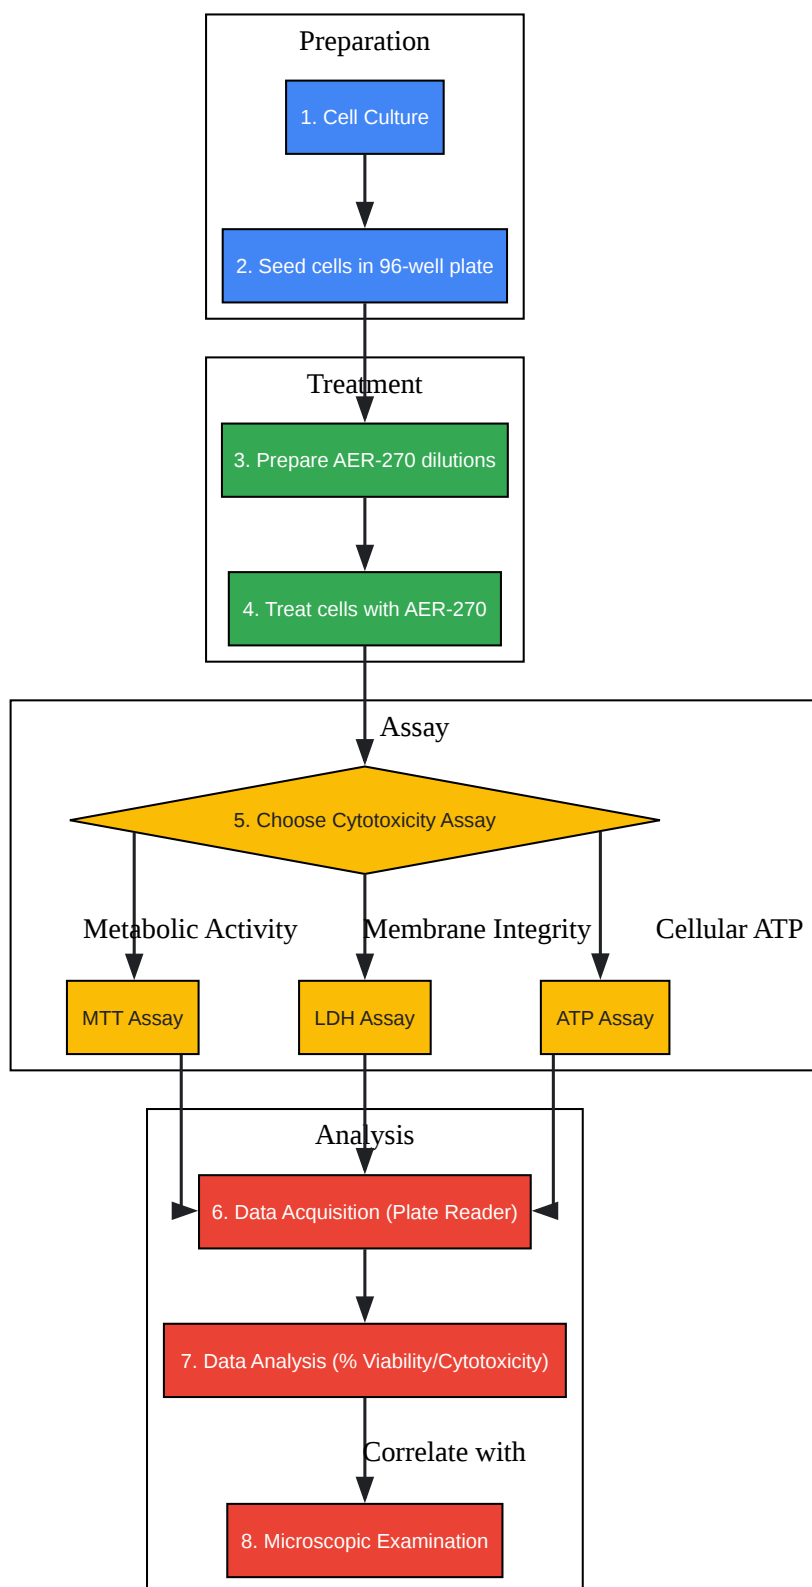 Preparation
1. Cell Culture
2. Seed cells in 96-well plate
Treatment
3. Prepare AER-270 dilutions
4. Treat cells with AER-270
Assay
5. Choose Cytotoxicity Assay
Metabolic Activity
Membrane Integrity
Cellular ATP
MTT Assay
LDH Assay
ATP Assay
Analysis
6. Data Acquisition (Plate Reader)
7. Data Analysis (% Viability/Cytotoxicity)
Correlate with
8. Microscopic Examination